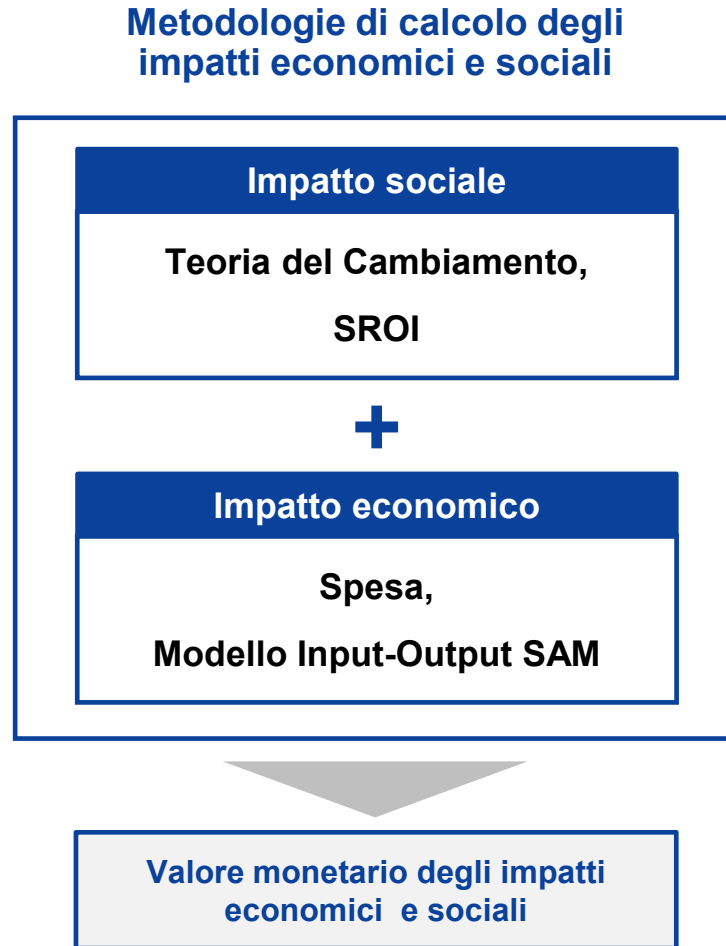 Metodologie di calcolo degli
impatti economici e sociali
Impatto sociale
Teoria del Cambiamento,
SROI
+
Impatto economico
Spesa,
Modello Input-Output SAM
Valore monetario degli impatti
economici e sociali